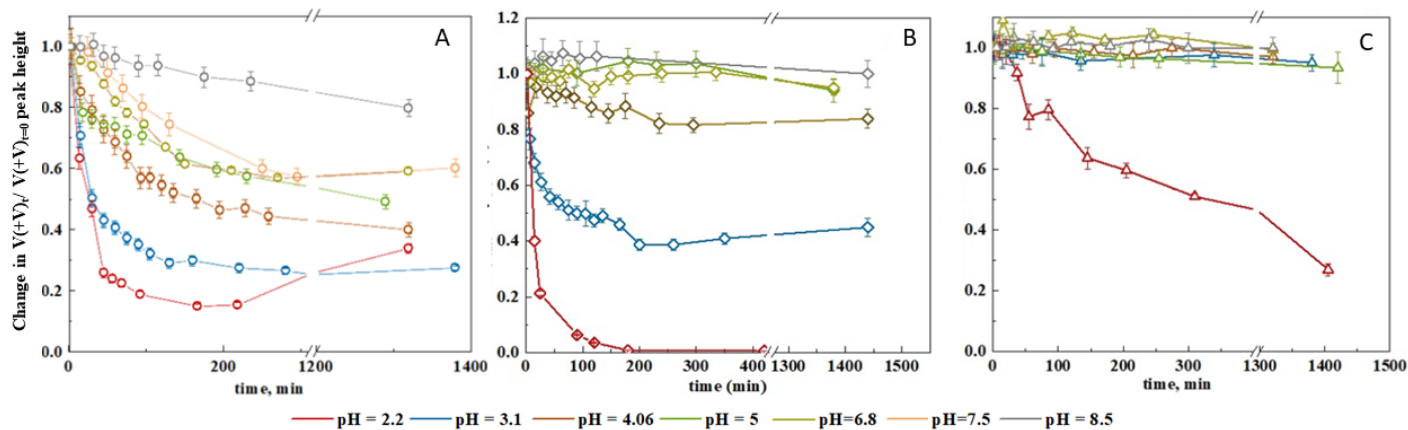 A
B
C
Change in V(+V)t/ V(+V)t=0 peak height
1.0
0.8
0.6
0.4
0.2
0.0
0
200
1200
1400
time, min
1.2
1.0
0.8
0.6
0.4
0.2
0.0
0
100
200
300
400
1300
1400
1500
time (min)
1.0
0.8
0.6
0.4
0.2
0.0
0
100
200
300
1300
1400
1500
time, min
pH = 2.2
pH = 3.1
pH = 4.06
pH = 5
pH=6.8
pH=7.5
pH = 8.5